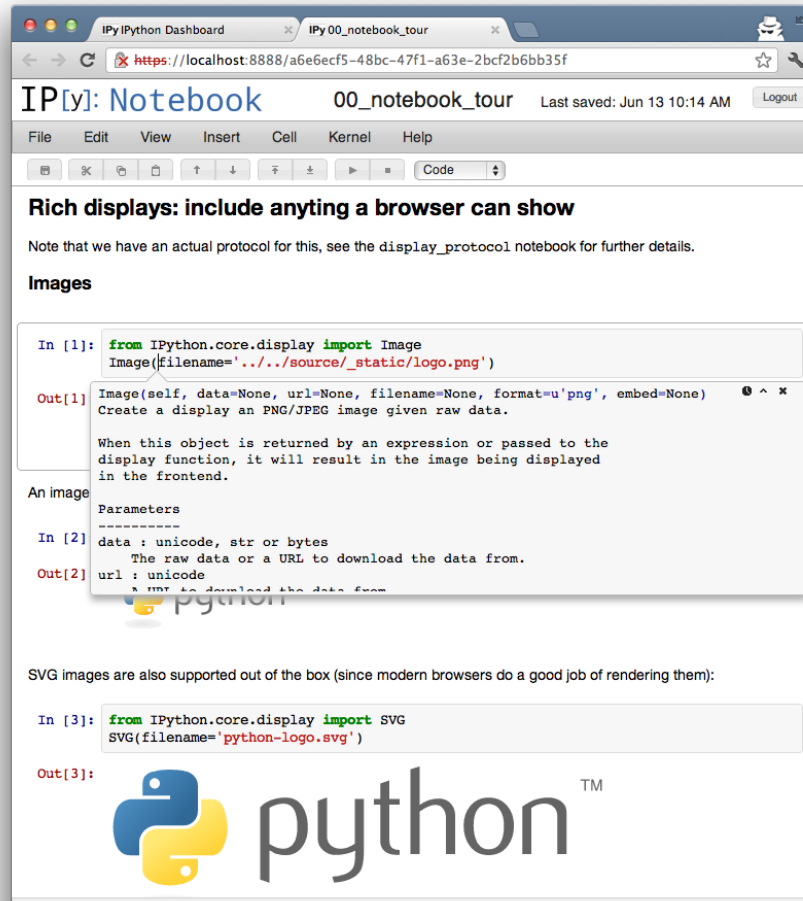 IPy IPython Dashboard
IPy 00_notebook_tour
https://localhost:8888/a6e6ecf5-48bc-47f1-a63e-2bcf2b6bb35f
IP[y]: Notebook
00_notebook_tour
Last saved: Jun 13 10:14 AM
Logout
File Edit View Insert Cell Kernel Help
Code
Rich displays: include anyting a browser can show
Note that we have an actual protocol for this, see the display_protocol notebook for further details.
Images
In [1]: from IPython.core.display import Image
Image(filename='../../source/_static/logo.png')
Out[1]
Image(self, data=None, url=None, filename=None, format=u'png', embed=None)
Create a display an PNG/JPEG image given raw data.
When this object is returned by an expression or passed to the
display function, it will result in the image being displayed
in the frontend.
An image
Parameters
----------
In [2]
data : unicode, str or bytes
The raw data or a URL to download the data from.
Out[2]
url : unicode
A URL to download the data from
python
SVG images are also supported out of the box (since modern browsers do a good job of rendering them):
In [3]: from IPython.core.display import SVG
SVG(filename='python-logo.svg')
Out[3]:
python TM